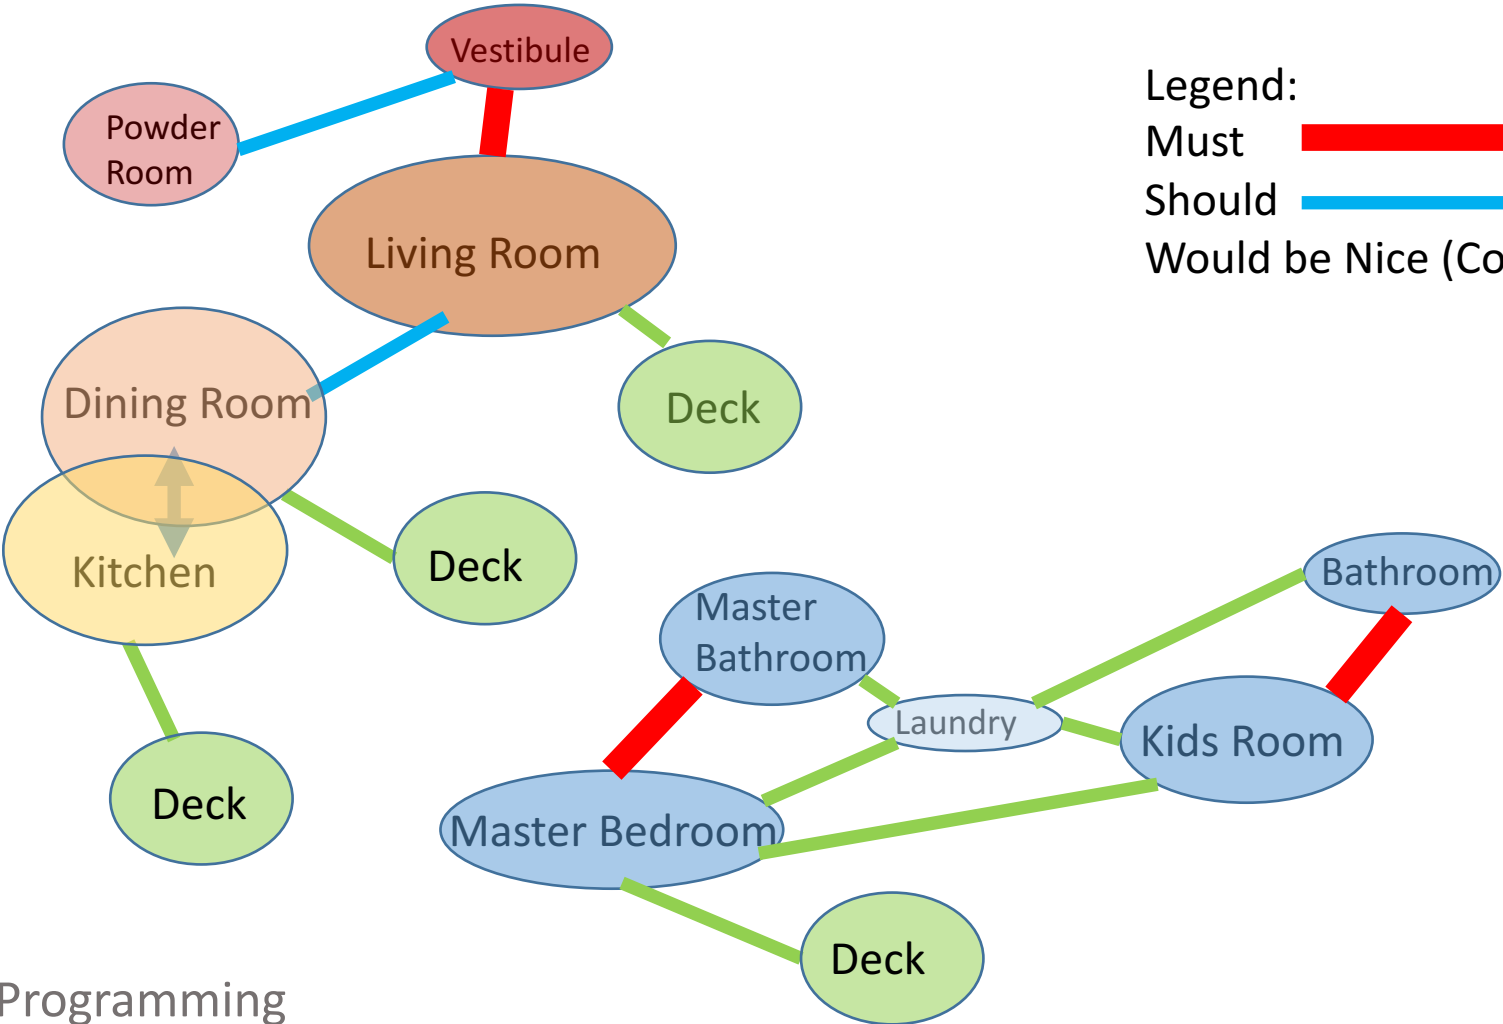 Vestibule
Powder
Room
Legend:
Must
Should
Would be Nice (Co
Living Room
Dining Room
Deck
Kitchen
Deck
Master
Bathroom
Bathroom
Laundry
Kids Room
Deck
Master Bedroom
Deck
Programming